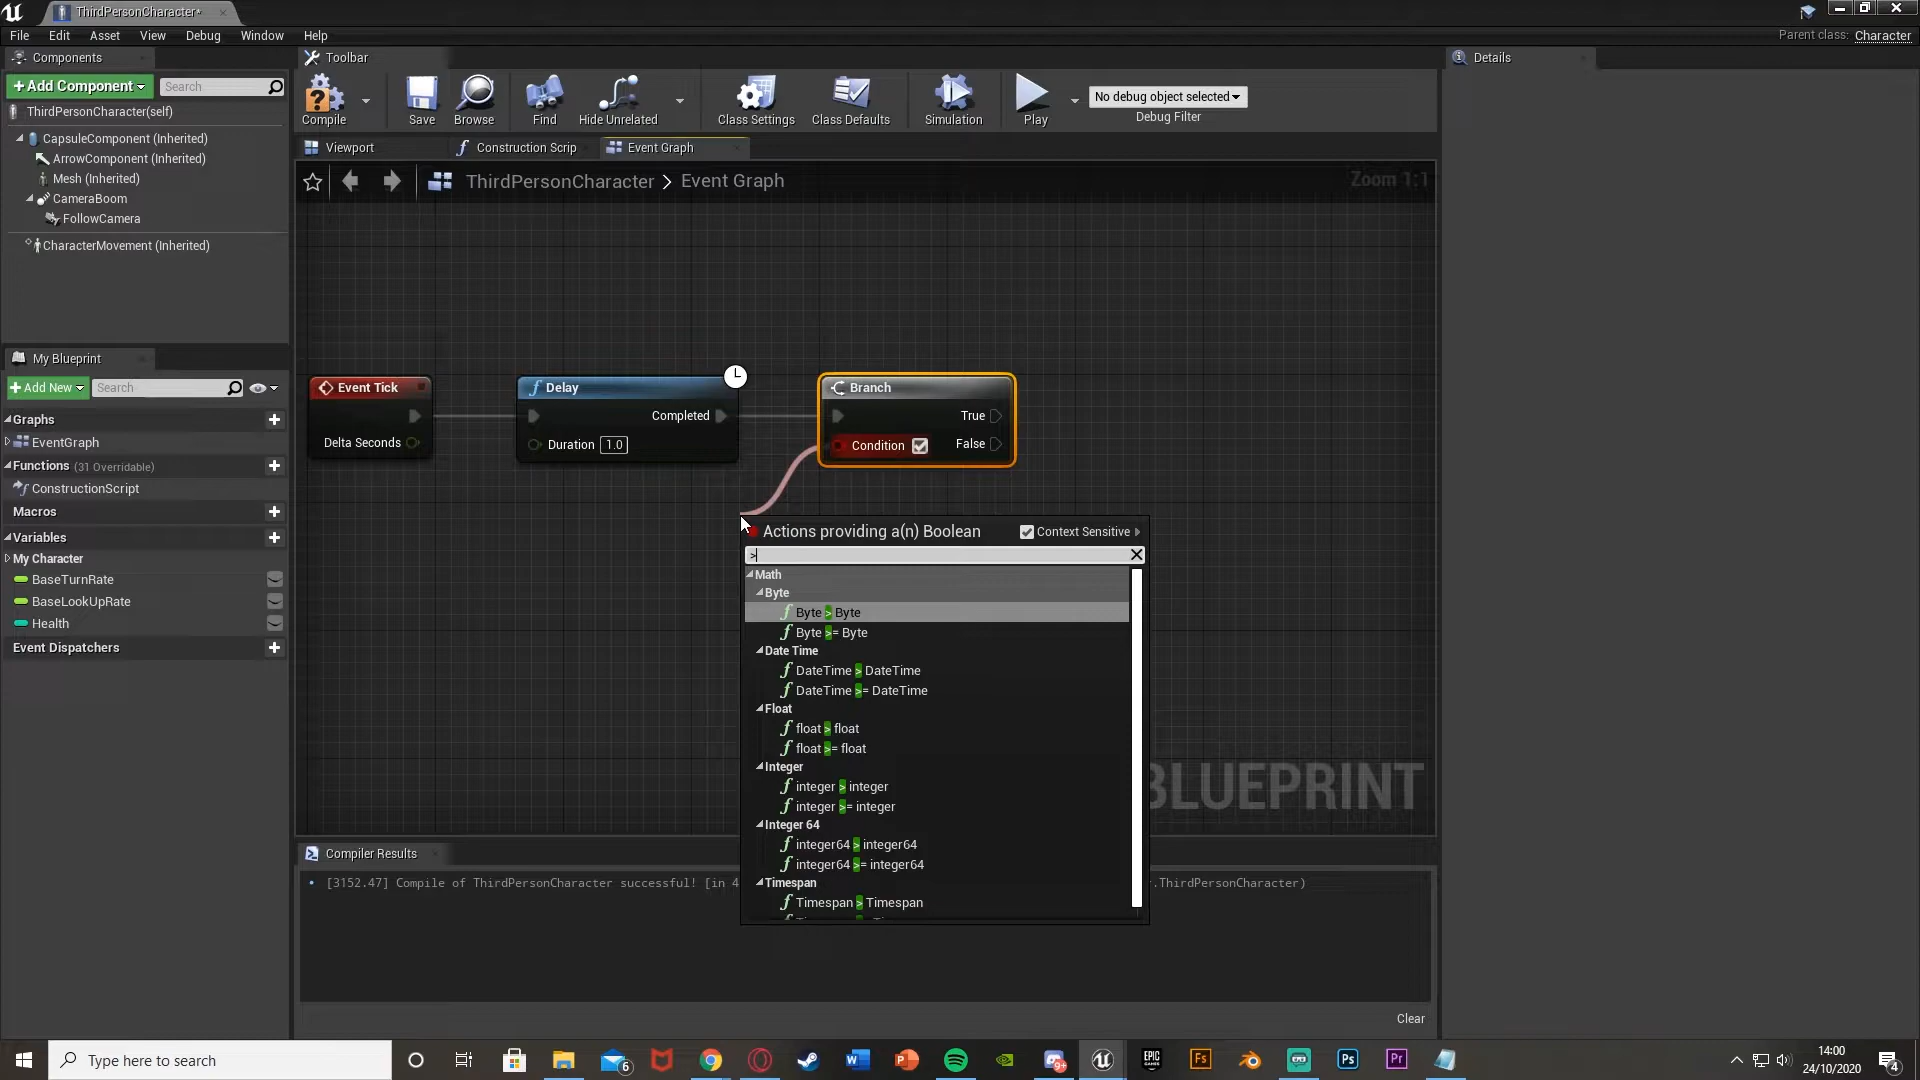 ThirdPersonCharacter*
File Edit Asset View Debug Window Help
Parent class: Character
Components
Toolbar
Details
+Add Component
Search
Compile
Save
Browse
Find
Hide Unrelated
Class Settings
Class Defaults
Simulation
Play
No debug object selected
Debug Filter
ThirdPersonCharacter(self)
CapsuleComponent (Inherited)
ArrowComponent (Inherited)
Mesh (Inherited)
CameraBoom
FollowCamera
CharacterMovement (Inherited)
Viewport
Construction Scrip
Event Graph
ThirdPersonCharacter > Event Graph
Zoom 1:1
My Blueprint
+Add New
Search
Graphs
EventGraph
Functions (31 Overridable)
ConstructionScript
Macros
Variables
My Character
BaseTurnRate
BaseLookUpRate
Health
Event Dispatchers
Event Tick
Delta Seconds
Delay
Completed
Duration 1.0
Branch
True
Condition
False
Actions providing a(n) Boolean
Context Sensitive
>
Math
Byte
Byte > Byte
Byte >= Byte
Date Time
DateTime > DateTime
DateTime >= DateTime
Float
float > float
float >= float
Integer
integer > integer
integer >= integer
Integer 64
integer64 > integer64
integer64 >= integer64
Timespan
Timespan > Timespan
BLUEPRINT
Compiler Results
[3152.47] Compile of ThirdPersonCharacter successful! [in 4
.ThirdPersonCharacter)
Clear
Type here to search
14:00
24/10/2020